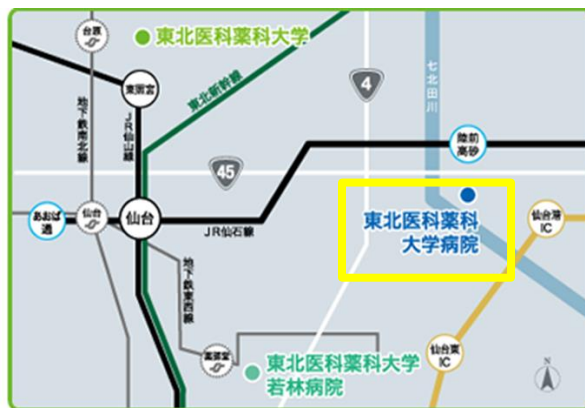 台原
東北医科薬科大学
東照宮
地下鉄南北線
JR仙山線
東北新幹線
4
七北田川
陸前
高砂
45
あおば
通
仙台
仙台
JR仙石線
東北医科薬科
大学病院
仙台港
IC
地下鉄東西線
薬師堂
東北医科薬科大学
若林病院
仙台東
IC
N